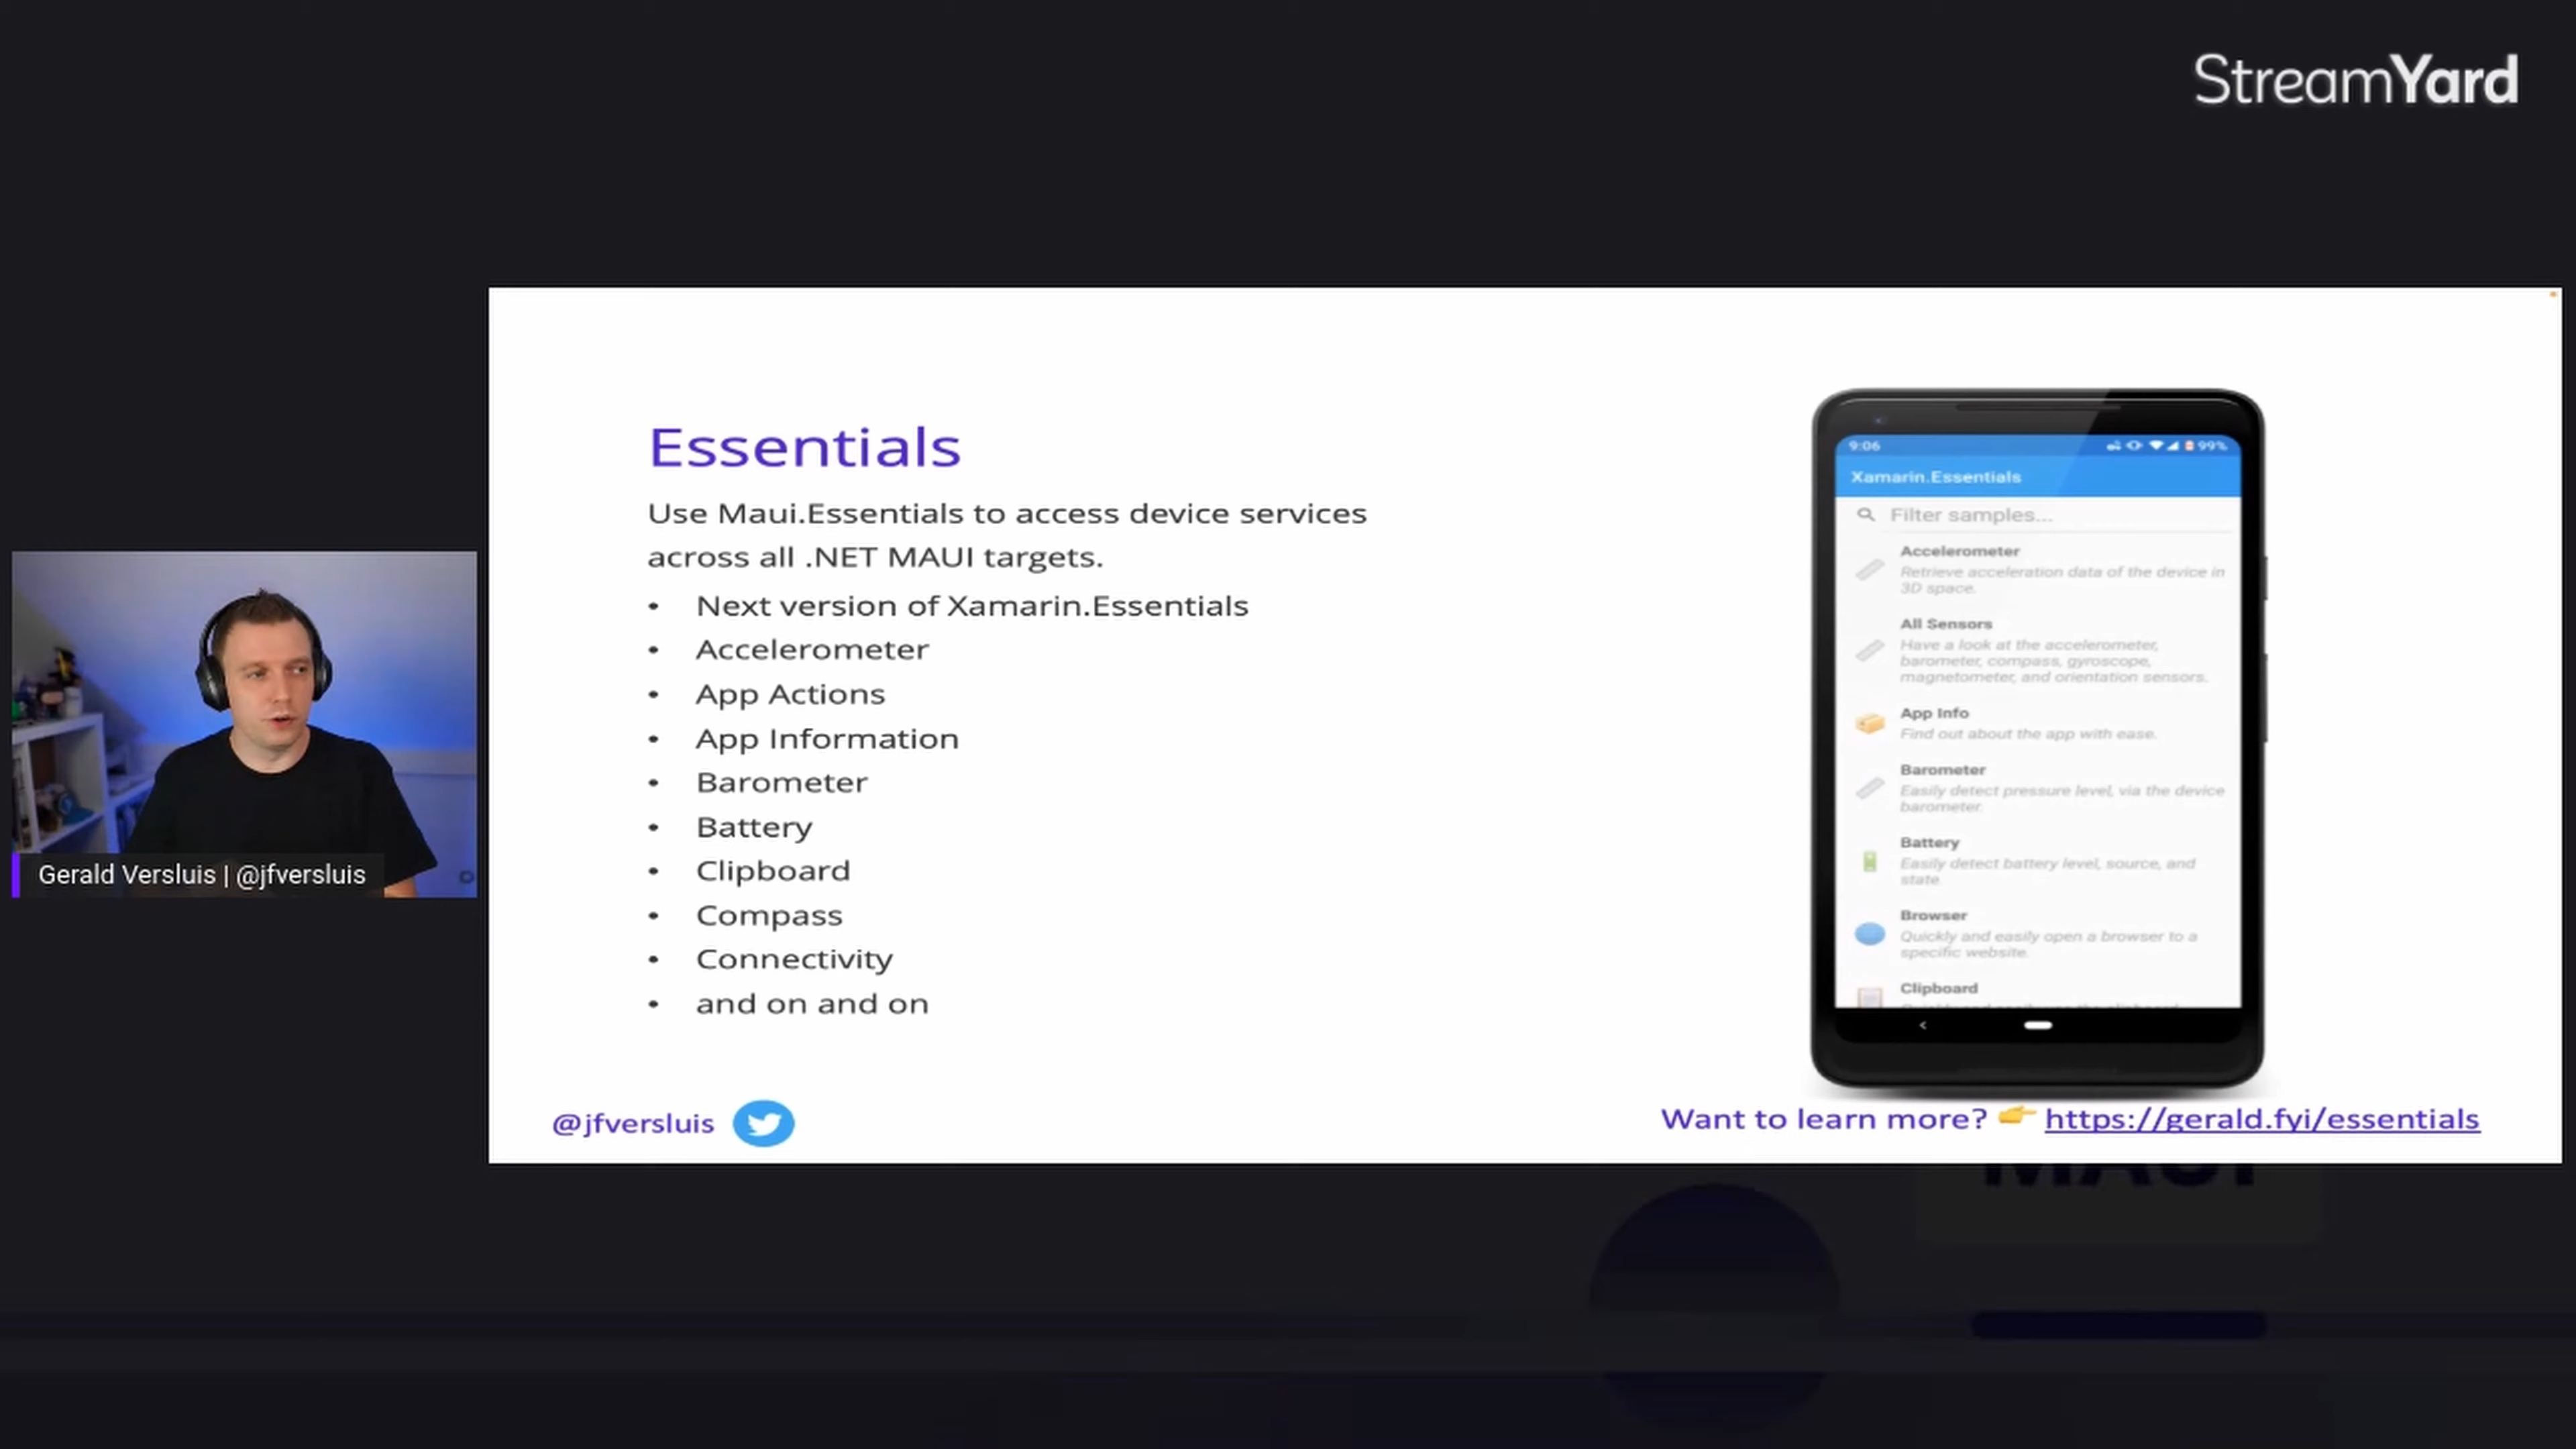 StreamYard
Essentials
Use Maui.Essentials to access device services
across all .NET MAUI targets.
• Next version of Xamarin.Essentials
• Accelerometer
• App Actions
• App Information
• Barometer
• Battery
• Clipboard
• Compass
• Connectivity
• and on and on
9:06
99%
Xamarin.Essentials
Filter samples...
Accelerometer
Retrieve acceleration data of the device in
3D space.
All Sensors
Have a look at the accelerometer,
barometer, compass, gyroscope,
magnetometer, and orientation sensors.
App Info
Find out about the app with ease.
Barometer
Easily detect pressure level, via the device
barometer.
Battery
Easily detect battery level, source, and
state.
Browser
Quickly and easily open a browser to a
specific website.
Clipboard
Gerald Versluis | @jfversluis
@jfversluis
Want to learn more? 👉 https://gerald.fyi/essentials
MAUI